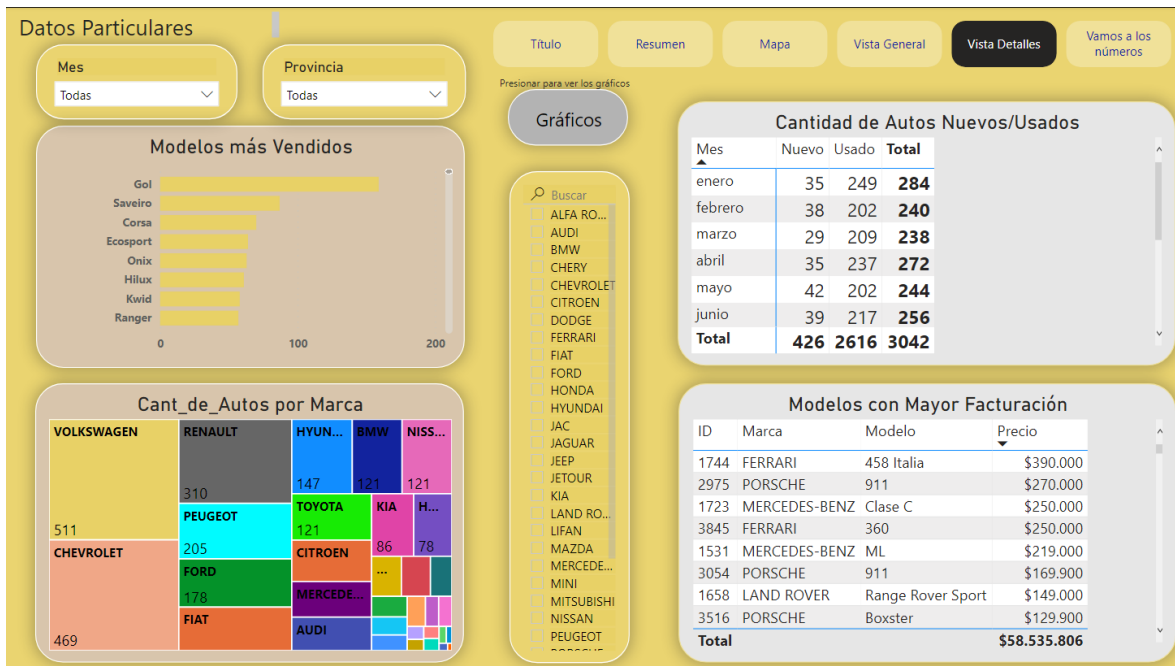 Datos Particulares
Título
Resumen
Mapa
Vista General
Vista Detalles
Vamos a los
números
Mes
Todas
Provincia
Todas
Presionar para ver los gráficos
Gráficos
Modelos más Vendidos
Gol
Saveiro
Corsa
Ecosport
Onix
Hilux
Kwid
Ranger
0 100 200
Cant_de_Autos por Marca
VOLKSWAGEN
511
CHEVROLET
469
RENAULT
310
PEUGEOT
205
FORD
178
FIAT
HYUN...
147
BMW
121
NISS...
121
TOYOTA
121
KIA
86
H...
78
CITROEN
MERCEDE...
AUDI
...
Buscar
ALFA RO...
AUDI
BMW
CHERY
CHEVROLET
CITROEN
DODGE
FERRARI
FIAT
FORD
HONDA
HYUNDAI
JAC
JAGUAR
JEEP
JETOUR
KIA
LAND RO...
LIFAN
MAZDA
MERCEDE...
MINI
MITSUBISHI
NISSAN
PEUGEOT
Cantidad de Autos Nuevos/Usados
Mes Nuevo Usado Total
enero 35 249 284
febrero 38 202 240
marzo 29 209 238
abril 35 237 272
mayo 42 202 244
junio 39 217 256
Total 426 2616 3042
Modelos con Mayor Facturación
ID Marca Modelo Precio
1744 FERRARI 458 Italia $390.000
2975 PORSCHE 911 $270.000
1723 MERCEDES-BENZ Clase C $250.000
3845 FERRARI 360 $250.000
1531 MERCEDES-BENZ ML $219.000
3054 PORSCHE 911 $169.900
1658 LAND ROVER Range Rover Sport $149.000
3516 PORSCHE Boxster $129.900
Total $58.535.806